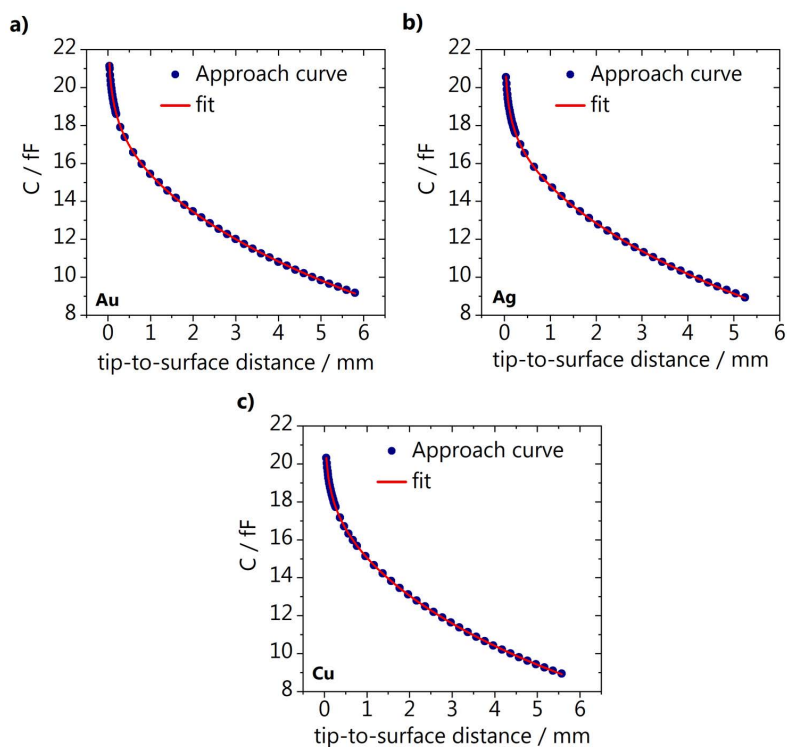 a)
22
20
18
16
14
12
10
8
C / fF
Approach curve
fit
Au
0 1 2 3 4 5 6
tip-to-surface distance / mm
b)
22
20
18
16
14
12
10
8
C / fF
Approach curve
fit
Ag
0 1 2 3 4 5 6
tip-to-surface distance / mm
c)
22
20
18
16
14
12
10
8
C / fF
Approach curve
fit
Cu
0 1 2 3 4 5 6
tip-to-surface distance / mm